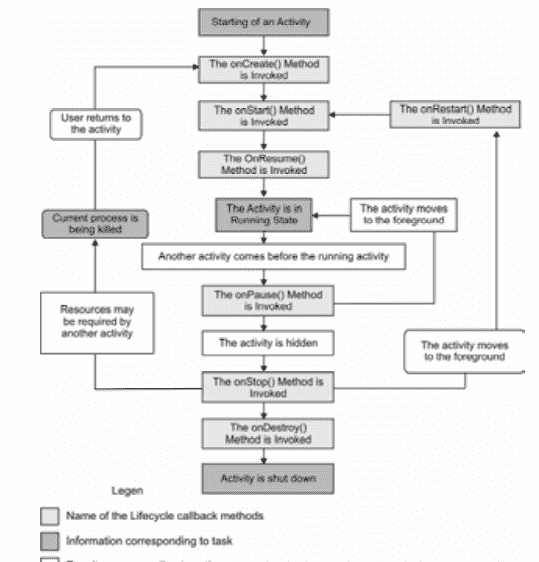 Starting of an Activity
The onCreate() Method
is Invoked
User returns to
the activity
The onStart() Method
is Invoked
The onRestart() Method
is Invoked
The OnResume()
Method is Invoked
Current process is
being killed
The Activity is in
Running State
The activity moves
to the foreground
Another activity comes before the running activity
Resources may
be required by
another activity
The onPause() Method
is Invoked
The activity is hidden
The activity moves
to the foreground
The onStop() Method is
Invoked
The onDestroy()
Method is Invoked
Activity is shut down
Legen
Name of the Lifecycle callback methods
Information corresponding to task